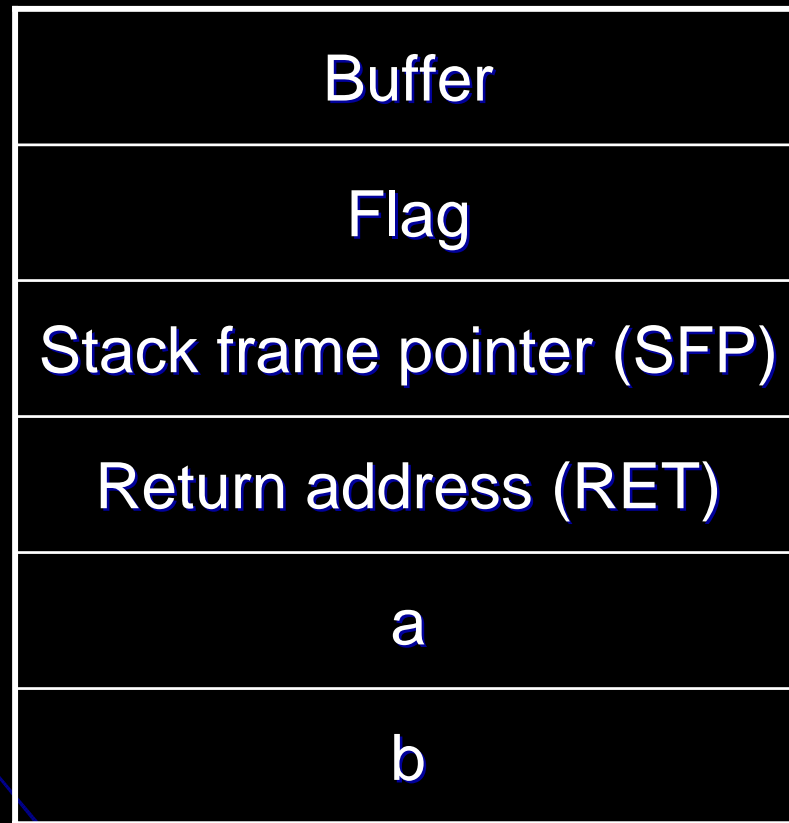 Buffer
Flag
Stack frame pointer (SFP)
Return address (RET)
a
b